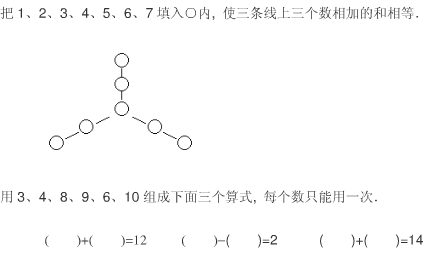 把 1、2、3、4、5、6、7 填入○内，使三条线上三个数相加的和相等.
用 3、4、8、9、6、10 组成下面三个算式，每个数只能用一次.
(    )+(    )=12    (    )−(    )=2    (    )+(    )=14